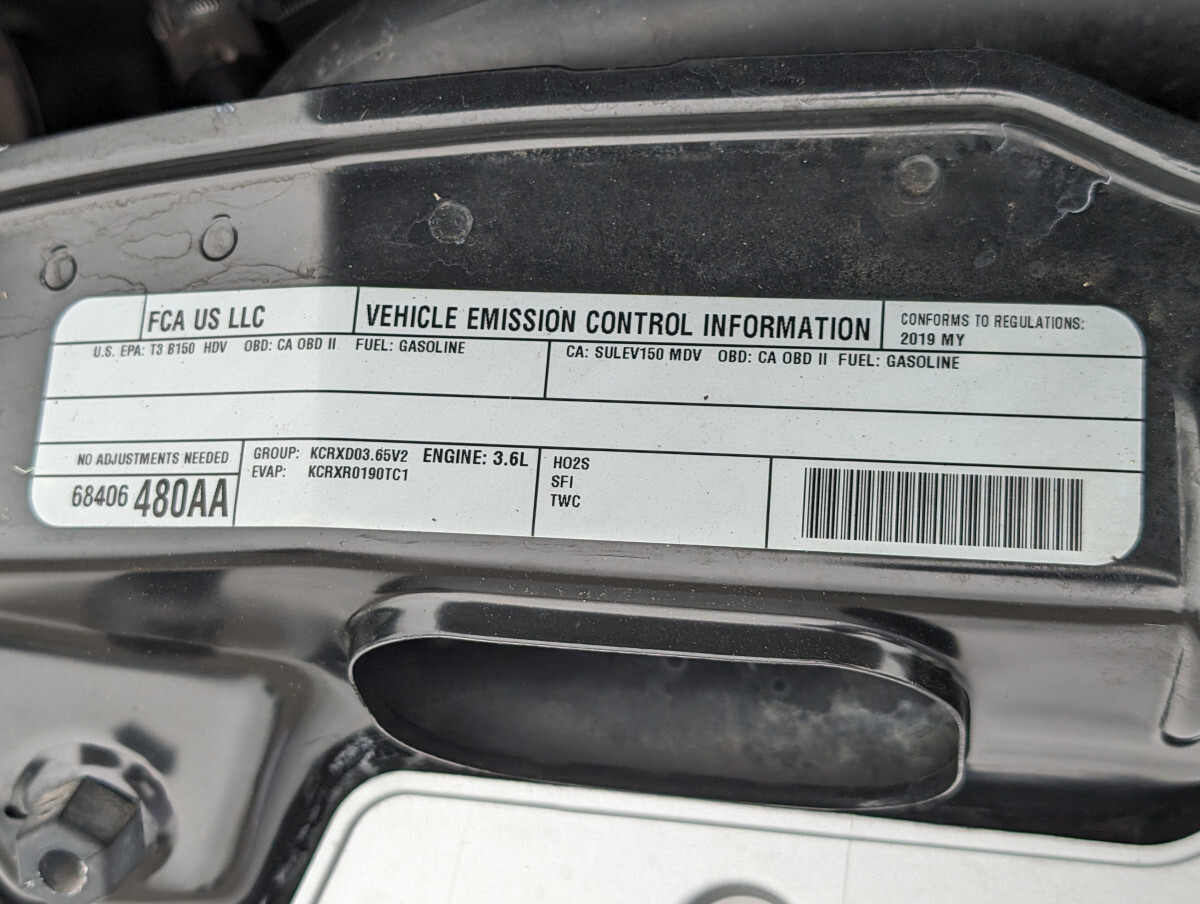 FCA US LLC
VEHICLE EMISSION CONTROL INFORMATION
CONFORMS TO REGULATIONS:
2019 MY
U.S. EPA: T3 B150 HDV OBD: CA OBD II FUEL: GASOLINE
CA: SULEV150 MDV OBD: CA OBD II FUEL: GASOLINE
NO ADJUSTMENTS NEEDED
68406 480AA
GROUP: KCRXD03.65V2 ENGINE: 3.6L
EVAP: KCRXR0190TC1
HO2S
SFI
TWC